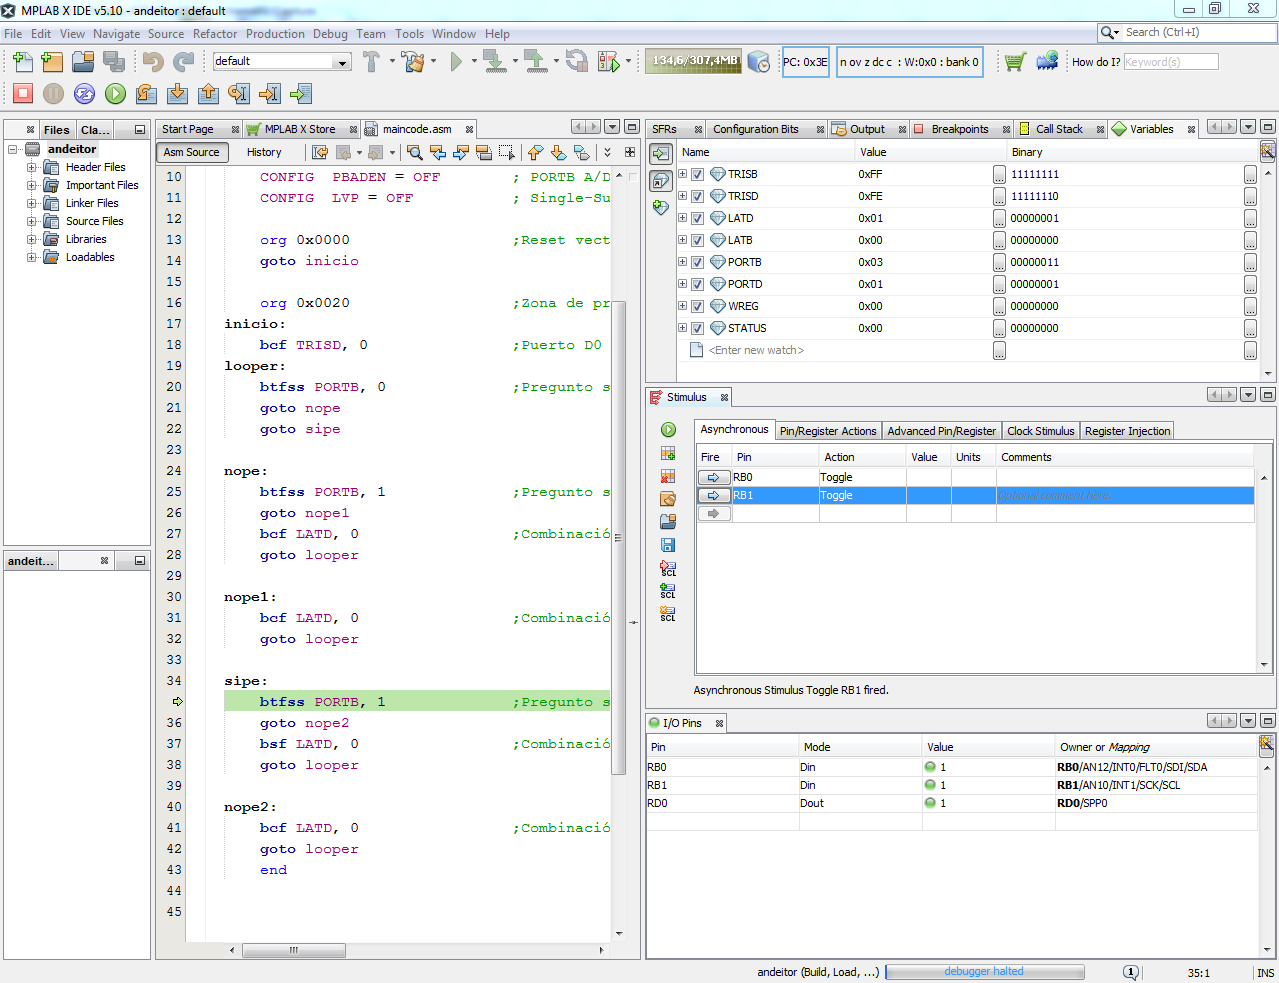 MPLAB X IDE v5.10 - andeitor : default
File Edit View Navigate Source Refactor Production Debug Team Tools Window Help
Search (Ctrl+I)
default
134,6/307,4MB
PC: 0x3E
n ov z dc c : W:0x0 : bank 0
How do I? Keyword(s)
Files Cla...
andeitor
Header Files
Important Files
Linker Files
Source Files
Libraries
Loadables
andeit...
Start Page MPLAB X Store maincode.asm
Asm Source History
10 CONFIG PBADEN = OFF ; PORTB A/D
11 CONFIG LVP = OFF ; Single-Su
12
13 org 0x0000 ;Reset vect
14 goto inicio
15
16 org 0x0020 ;Zona de pr
17 inicio:
18 bcf TRISD, 0 ;Puerto D0
19 looper:
20 btfss PORTB, 0 ;Pregunto s
21 goto nope
22 goto sipe
23
24 nope:
25 btfss PORTB, 1 ;Pregunto s
26 goto nope1
27 bcf LATD, 0 ;Combinació
28 goto looper
29
30 nope1:
31 bcf LATD, 0 ;Combinació
32 goto looper
33
34 sipe:
btfss PORTB, 1 ;Pregunto s
36 goto nope2
37 bsf LATD, 0 ;Combinació
38 goto looper
39
40 nope2:
41 bcf LATD, 0 ;Combinació
42 goto looper
43 end
44
45
SFRs Configuration Bits Output Breakpoints Call Stack Variables
Name Value Binary
TRISB 0xFF ... 11111111 ...
TRISD 0xFE ... 11111110 ...
LATD 0x01 ... 00000001 ...
LATB 0x00 ... 00000000 ...
PORTB 0x03 ... 00000011 ...
PORTD 0x01 ... 00000001 ...
WREG 0x00 ... 00000000 ...
STATUS 0x00 ... 00000000 ...
<Enter new watch> ... ...
Stimulus
SCL
SCL
SCL
Asynchronous Pin/Register Actions Advanced Pin/Register Clock Stimulus Register Injection
Fire Pin Action Value Units Comments
RB0 Toggle
RB1 Toggle Optional comment here.
Asynchronous Stimulus Toggle RB1 fired.
I/O Pins
Pin Mode Value Owner or Mapping
RB0 Din 1 RB0/AN12/INT0/FLT0/SDI/SDA
RB1 Din 1 RB1/AN10/INT1/SCK/SCL
RD0 Dout 1 RD0/SPP0
andeitor (Build, Load, ...) debugger halted 1 35:1 INS